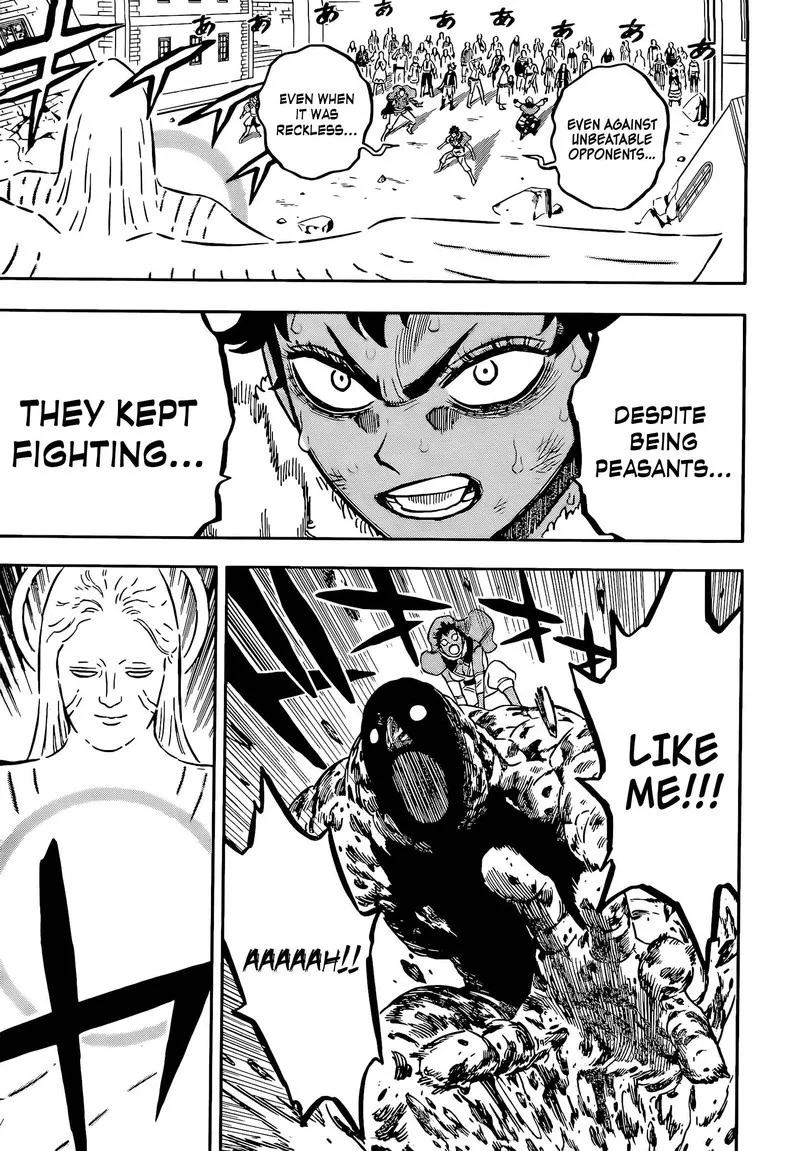 あ
あ
あ
あ
あ
あ
あ
あ
EVEN AGAINST
UNBEATABLE
OPPONENTS...
EVEN WHEN
IT WAS
RECKLESS...
DESPITE
BEING
PEASANTS...
THEY KEPT
FIGHTING...
LIKE
ME!!!
AAAAAH!!